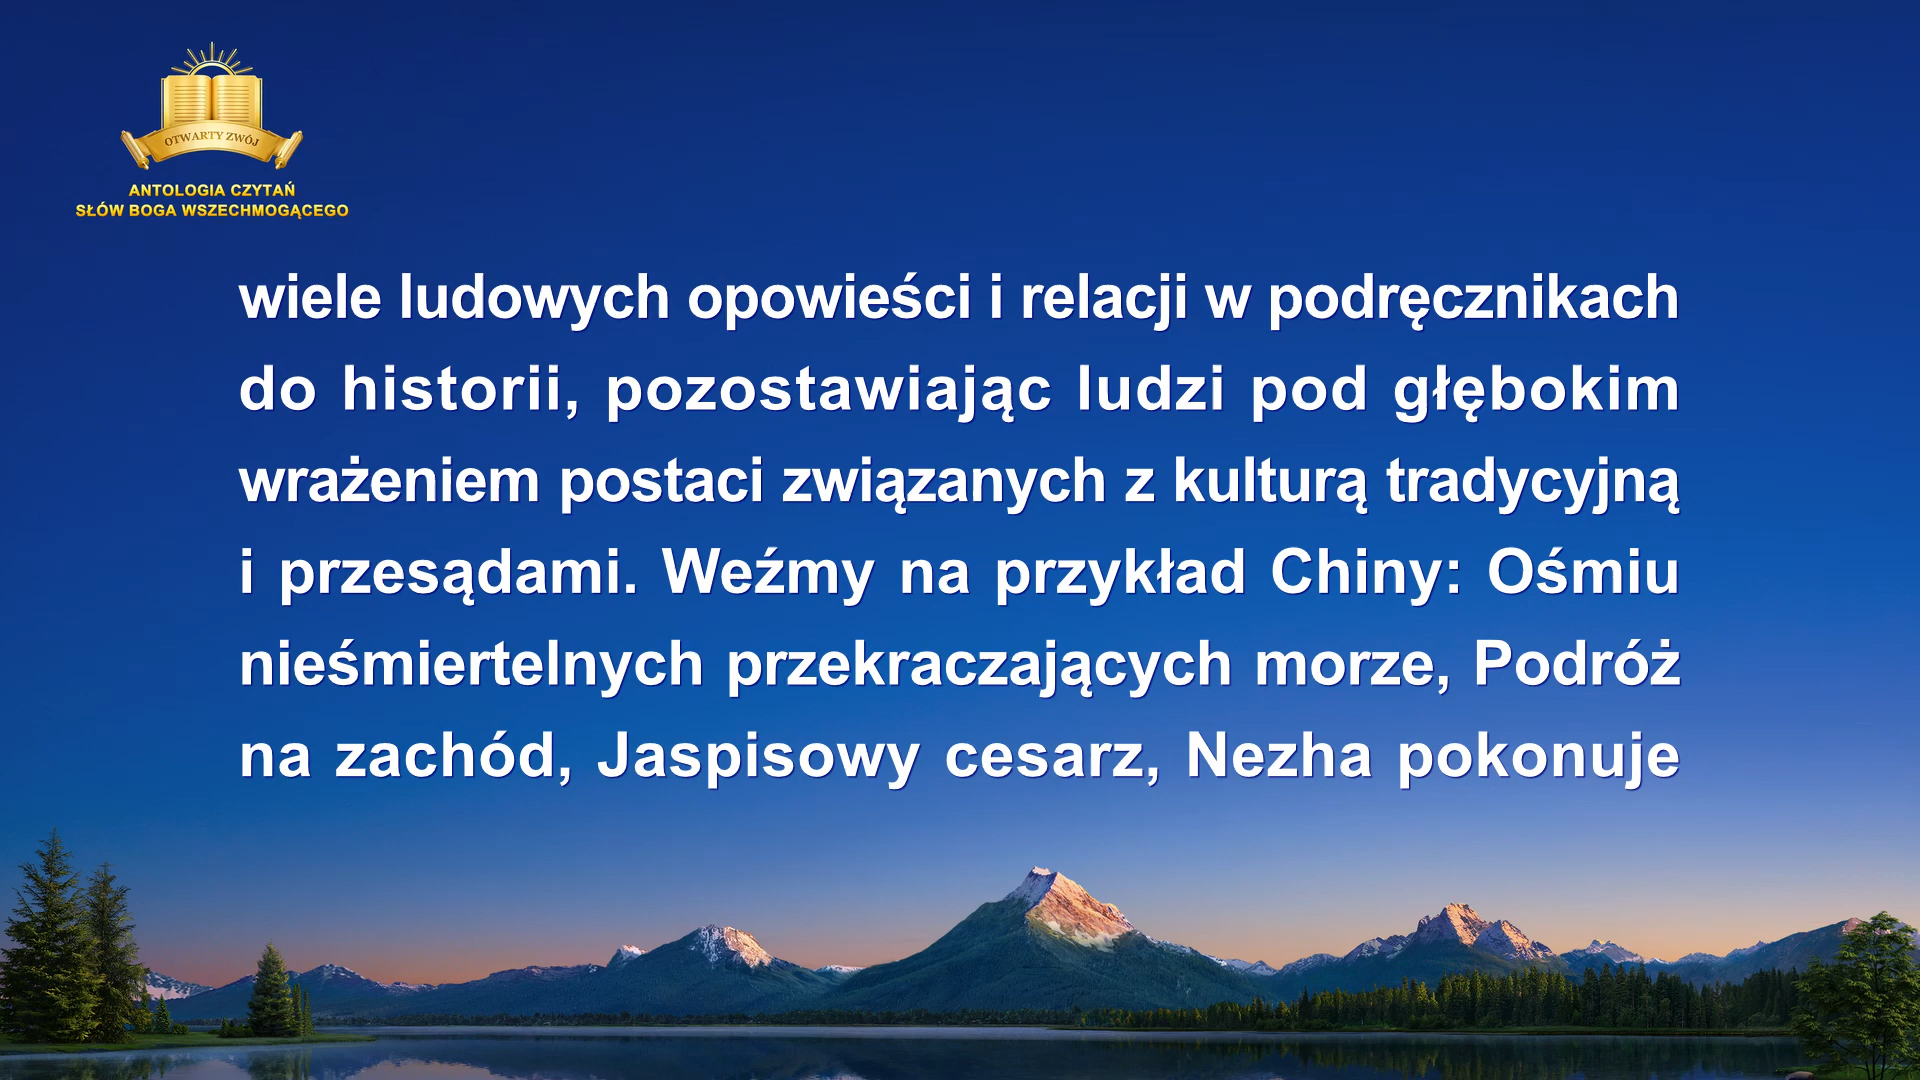 OTWARTY ZWÓJ
ANTOLOGIA CZYTAŃ
SŁÓW BOGA WSZECHMOGĄCEGO
wiele ludowych opowieści i relacji w podręcznikach
do historii, pozostawiając ludzi pod głębokim
wrażeniem postaci związanych z kulturą tradycyjną
i przesądami. Weźmy na przykład Chiny: Ośmiu
nieśmiertelnych przekraczających morze, Podróż
na zachód, Jaspisowy cesarz, Nezha pokonuje